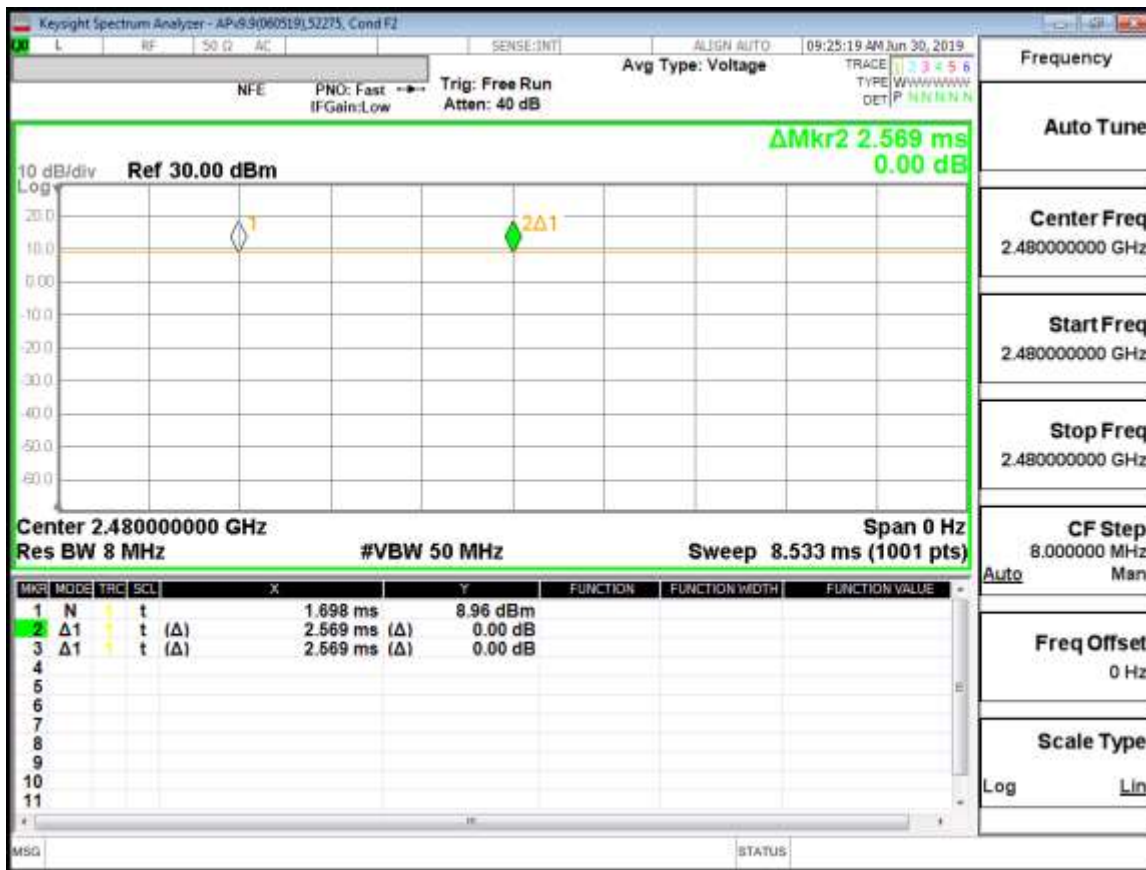 Keysight Spectrum Analyzer - APv9.9(060519),52275, Cond F2
L RF 50 Ω AC SENSE:INT ALIGN AUTO 09:25:19 AM Jun 30, 2019
NFE PNO: Fast Trig: Free Run Avg Type: Voltage TRACE 1 2 3 4 5 6
IFGain:Low Atten: 40 dB TYPE WWWWWW
DET P N N N N N
ΔMkr2 2.569 ms
0.00 dB
10 dB/div Ref 30.00 dBm
Log
20.0
10.0
0.00
-10.0
-20.0
-30.0
-40.0
-50.0
-60.0
1
2Δ1
Center 2.480000000 GHz Span 0 Hz
Res BW 8 MHz #VBW 50 MHz Sweep 8.533 ms (1001 pts)
MKR MODE TRC SCL X Y FUNCTION FUNCTION WIDTH FUNCTION VALUE
1 N 1 t 1.698 ms 8.96 dBm
2 Δ1 1 t (Δ) 2.569 ms (Δ) 0.00 dB
3 Δ1 1 t (Δ) 2.569 ms (Δ) 0.00 dB
4
5
6
7
8
9
10
11
MSG STATUS
Frequency
Auto Tune
Center Freq
2.480000000 GHz
Start Freq
2.480000000 GHz
Stop Freq
2.480000000 GHz
CF Step
8.000000 MHz
Auto Man
Freq Offset
0 Hz
Scale Type
Log Lin